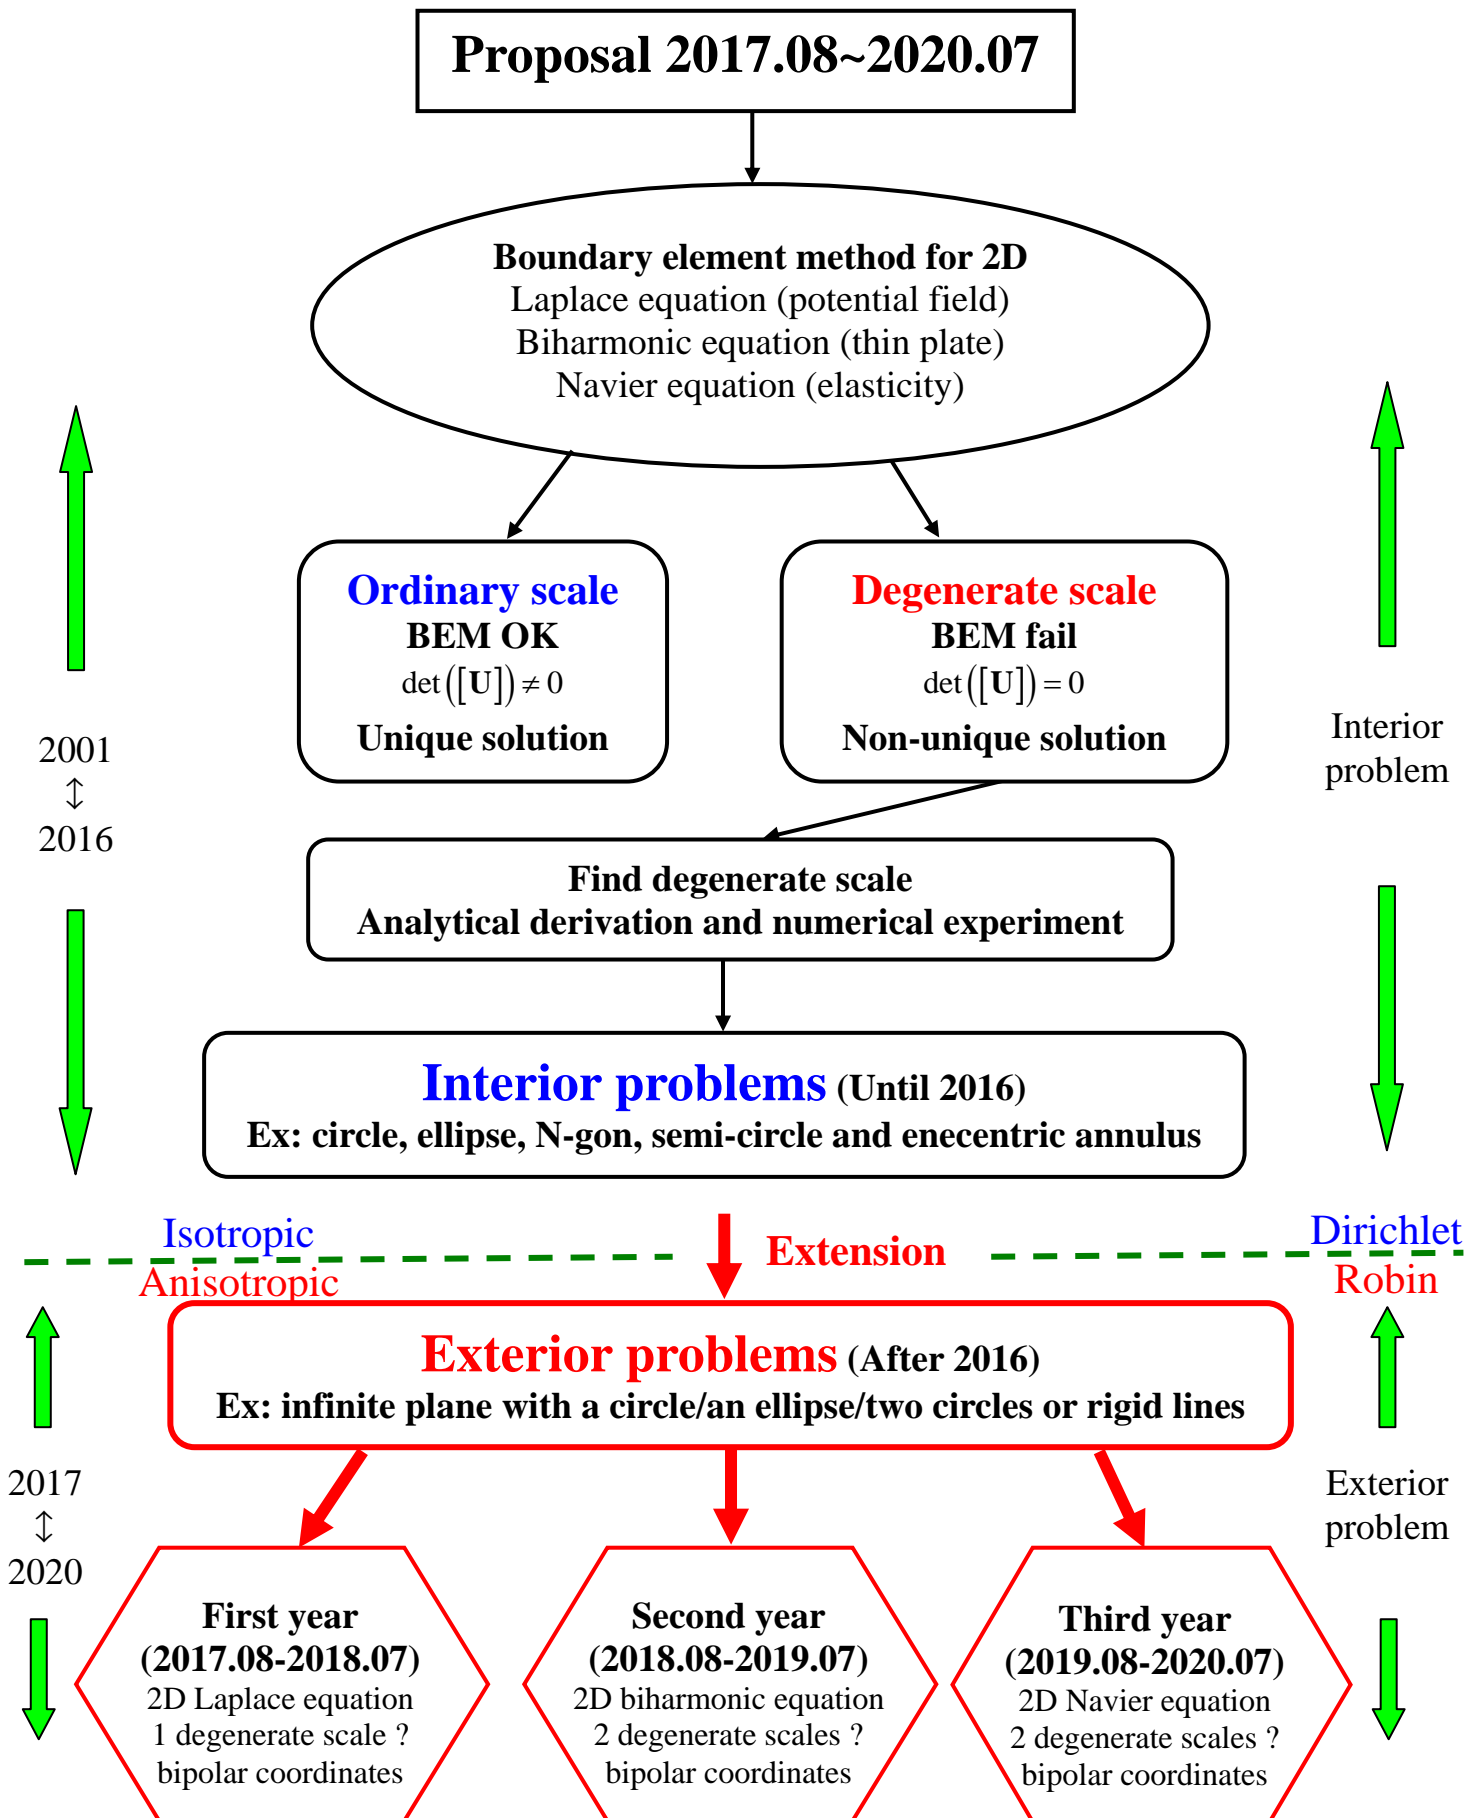 Proposal 2017.08~2020.07
Boundary element method for 2D
Laplace equation (potential field)
Biharmonic equation (thin plate)
Navier equation (elasticity)
Ordinary scale
BEM OK
det([U]) ≠ 0
Unique solution
Degenerate scale
BEM fail
det([U]) = 0
Non-unique solution
2001
↕
2016
Interior
problem
Find degenerate scale
Analytical derivation and numerical experiment
Interior problems (Until 2016)
Ex: circle, ellipse, N-gon, semi-circle and enecentric annulus
Isotropic
Anisotropic
Extension
Dirichlet
Robin
Exterior problems (After 2016)
Ex: infinite plane with a circle/an ellipse/two circles or rigid lines
2017
↕
2020
Exterior
problem
First year
(2017.08-2018.07)
2D Laplace equation
1 degenerate scale ?
bipolar coordinates
Second year
(2018.08-2019.07)
2D biharmonic equation
2 degenerate scales ?
bipolar coordinates
Third year
(2019.08-2020.07)
2D Navier equation
2 degenerate scales ?
bipolar coordinates